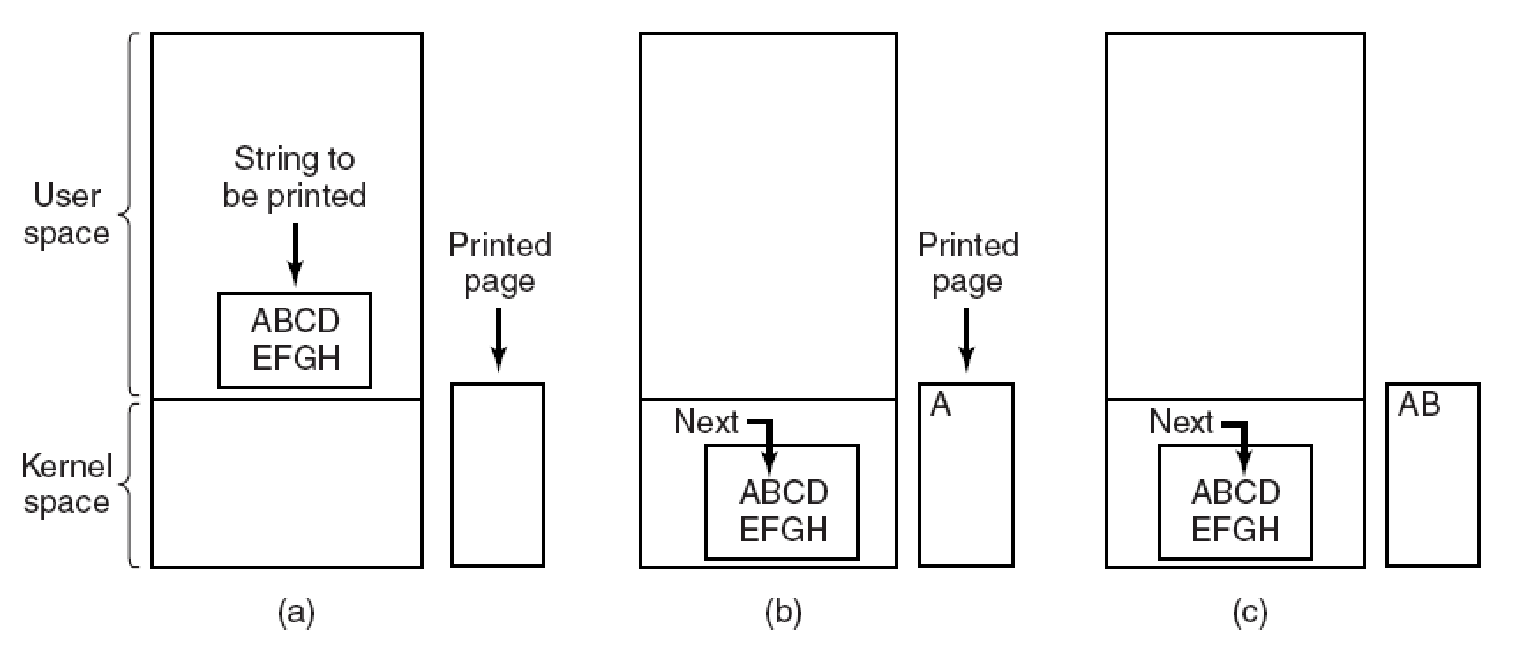 String to
be printed
User
space
ABCD
EFGH
Printed
page
Kernel
space
(a)
Next
ABCD
EFGH
Printed
page
A
(b)
Next
ABCD
EFGH
AB
(c)